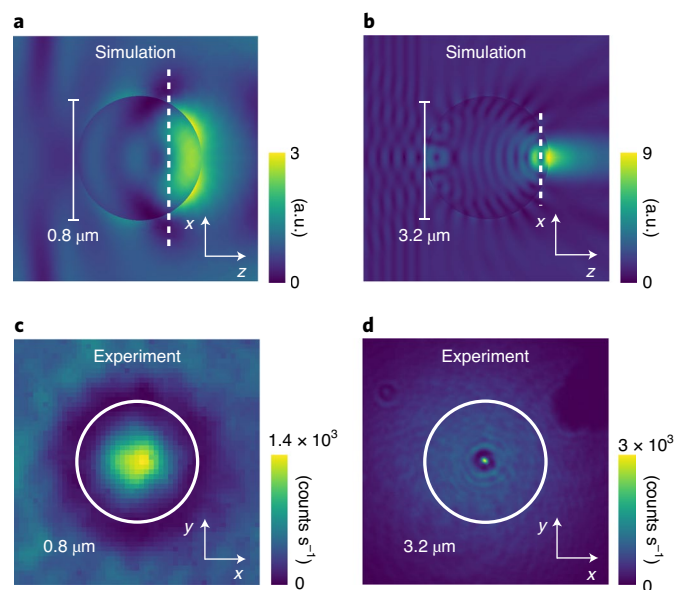 a
Simulation
0.8 μm
x
z
3
(a.u.)
0
b
Simulation
3.2 μm
x
z
9
(a.u.)
0
c
Experiment
0.8 μm
y
x
1.4 × 10³
(counts s⁻¹)
0
d
Experiment
3.2 μm
y
x
3 × 10³
(counts s⁻¹)
0